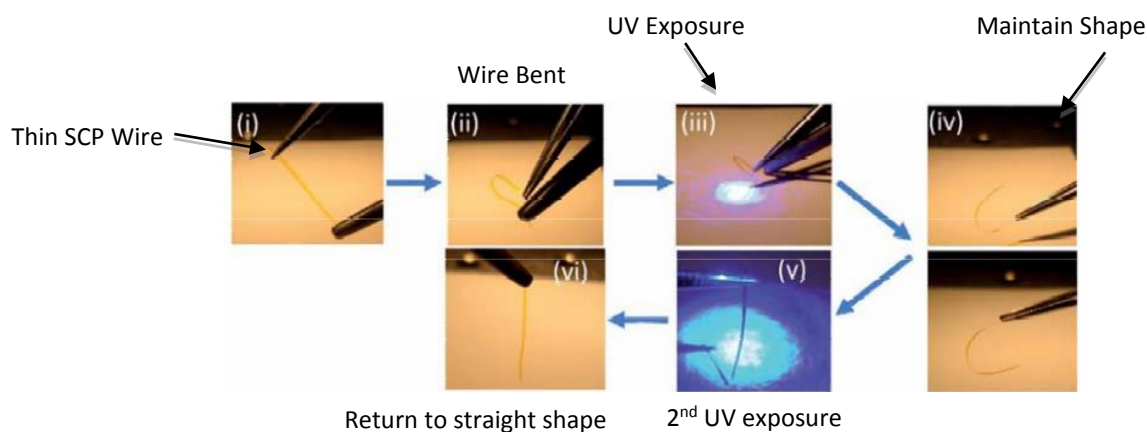 UV Exposure
Maintain Shape
Wire Bent
Thin SCP Wire
(i)
(ii)
(iii)
(iv)
(vi)
(v)
Return to straight shape
2nd UV exposure